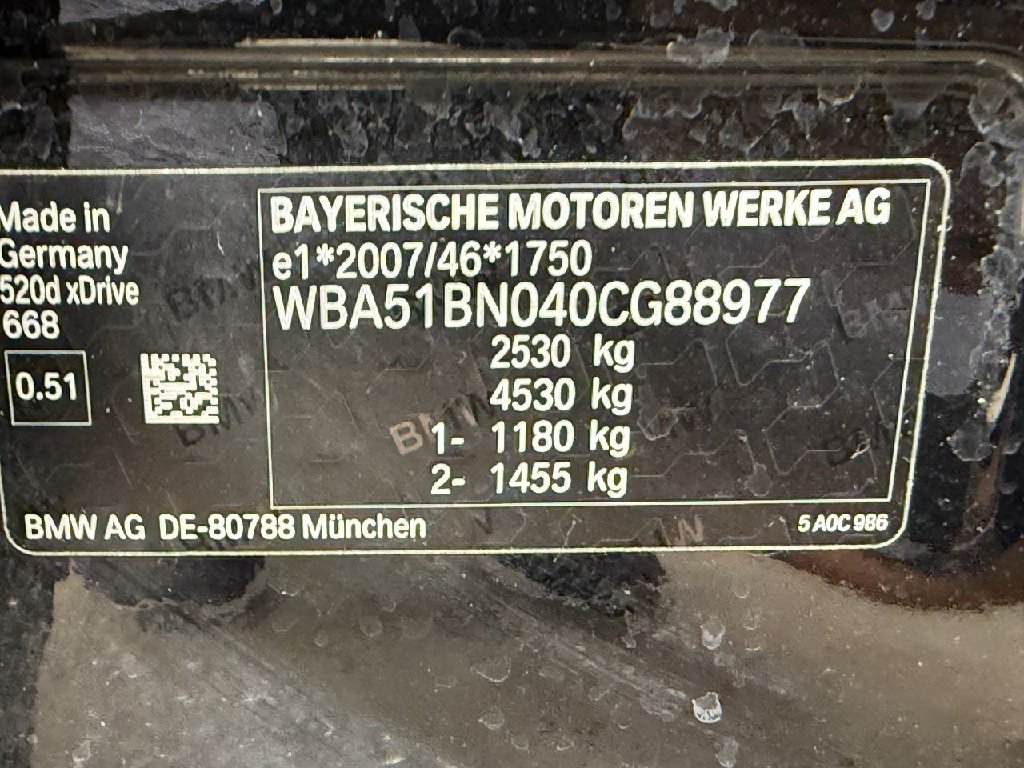 Made in
Germany
520d xDrive
668
0.51
BAYERISCHE MOTOREN WERKE AG
e1*2007/46*1750
WBA51BN040CG88977
2530 kg
4530 kg
1- 1180 kg
2- 1455 kg
BMW AG DE-80788 München
5 A0C 986